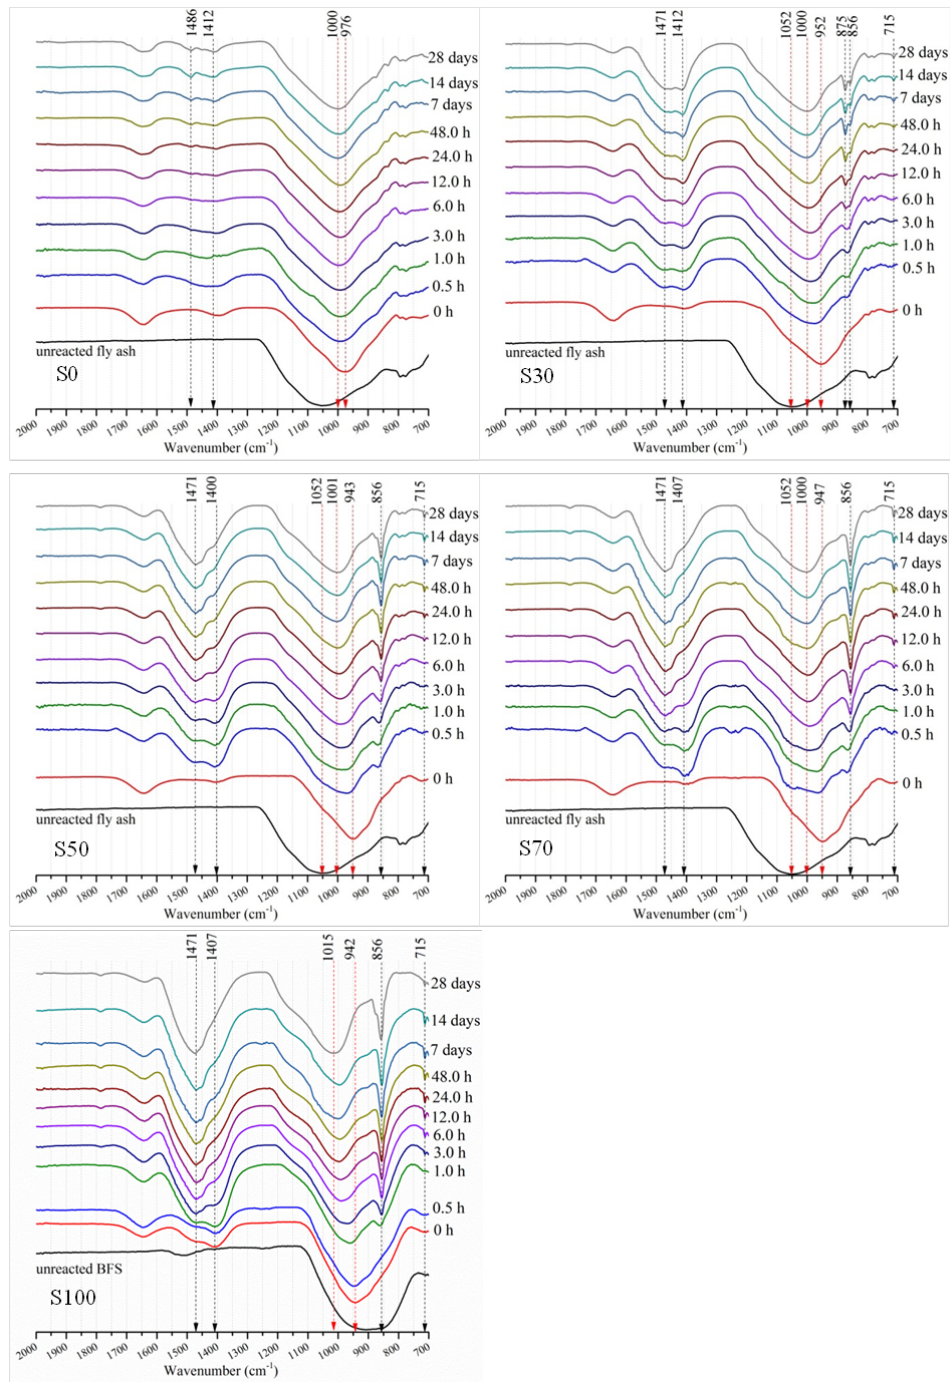 1486
1412
1000
976
28 days
14 days
7 days
48.0 h
24.0 h
12.0 h
6.0 h
3.0 h
1.0 h
0.5 h
0 h
unreacted fly ash
S0
2000 1900 1800 1700 1600 1500 1400 1300 1200 1100 1000 900 800 700
Wavenumber (cm⁻¹)
1471
1412
1052
1000
952
875
856
715
28 days
14 days
7 days
48.0 h
24.0 h
12.0 h
6.0 h
3.0 h
1.0 h
0.5 h
0 h
unreacted fly ash
S30
2000 1900 1800 1700 1600 1500 1400 1300 1200 1100 1000 900 800 700
Wavenumber (cm⁻¹)
1471
1400
1052
1001
943
856
715
28 days
14 days
7 days
48.0 h
24.0 h
12.0 h
6.0 h
3.0 h
1.0 h
0.5 h
0 h
unreacted fly ash
S50
2000 1900 1800 1700 1600 1500 1400 1300 1200 1100 1000 900 800 700
Wavenumber (cm⁻¹)
1471
1407
1052
1000
947
856
715
28 days
14 days
7 days
48.0 h
24.0 h
12.0 h
6.0 h
3.0 h
1.0 h
0.5 h
0 h
unreacted fly ash
S70
2000 1900 1800 1700 1600 1500 1400 1300 1200 1100 1000 900 800 700
Wavenumber (cm⁻¹)
1471
1407
1015
942
856
715
28 days
14 days
7 days
48.0 h
24.0 h
12.0 h
6.0 h
3.0 h
1.0 h
0.5 h
0 h
unreacted BFS
S100
2000 1900 1800 1700 1600 1500 1400 1300 1200 1100 1000 900 800 700
Wavenumber (cm⁻¹)